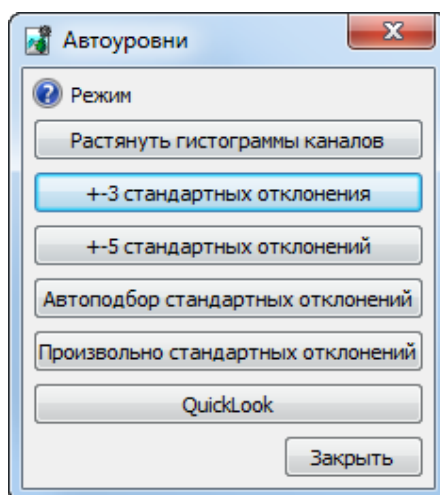 Автоуровни
Режим
Растянуть гистограммы каналов
+-3 стандартных отклонения
+-5 стандартных отклонений
Автоподбор стандартных отклонений
Произвольно стандартных отклонений
QuickLook
Закрыть